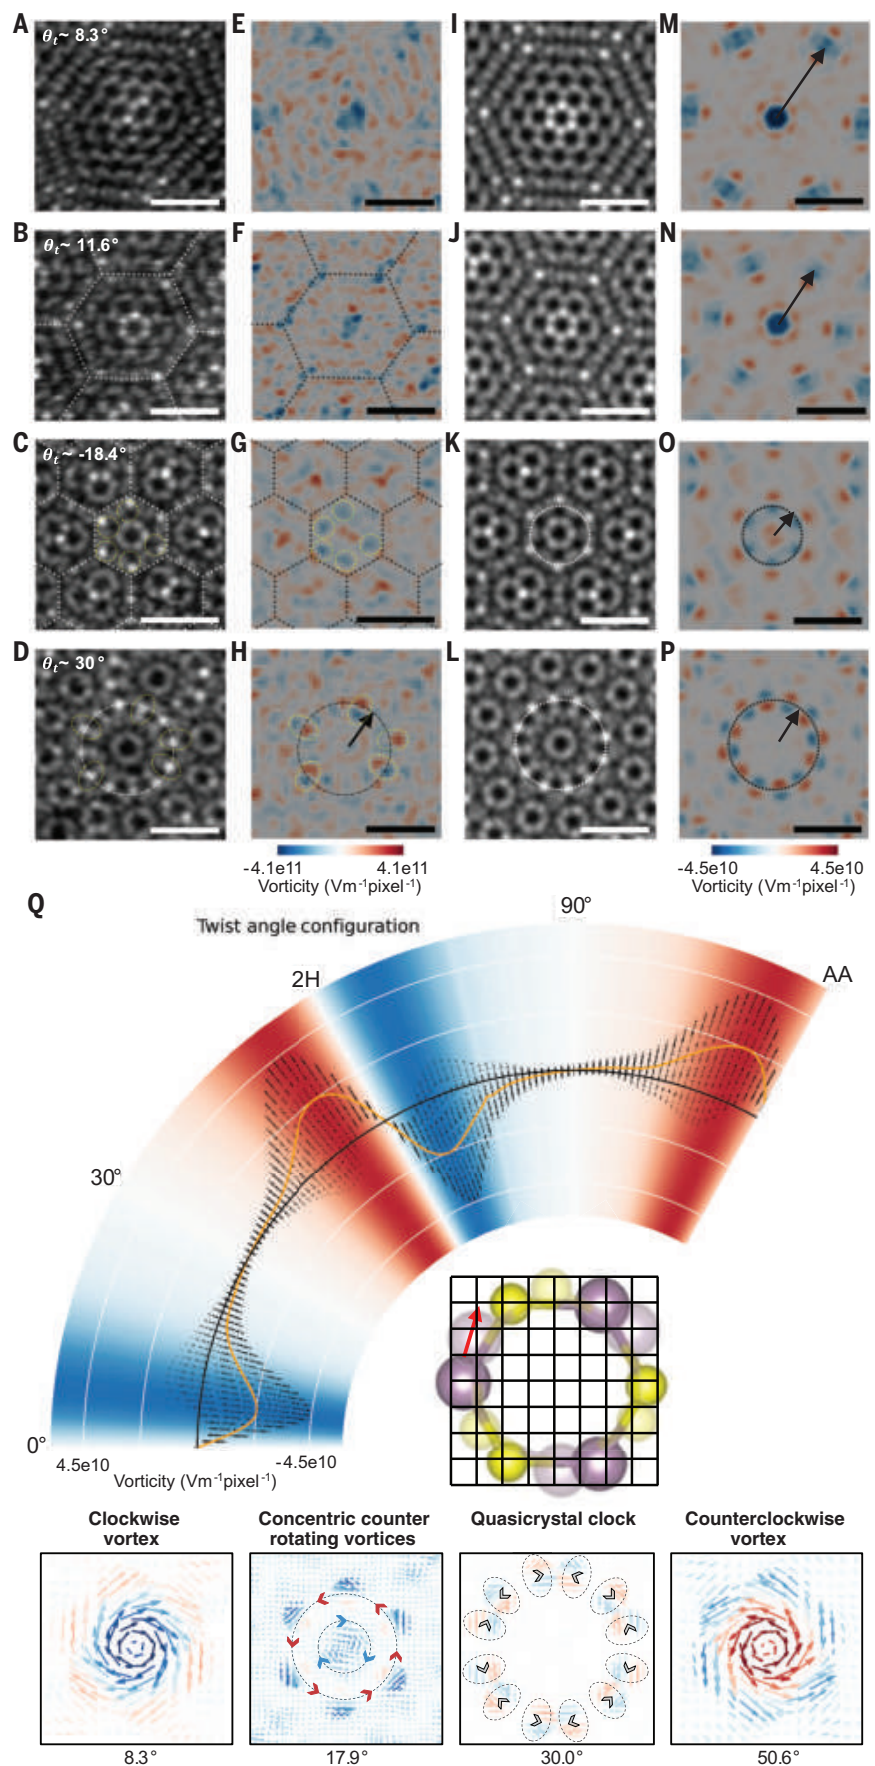 A
θt~ 8.3°
E
I
M
B
θt~ 11.6°
F
J
N
C
θt~ -18.4°
G
K
O
D
θt~ 30°
H
L
P
-4.1e11
4.1e11
Vorticity (Vm-1pixel-1)
-4.5e10
4.5e10
Vorticity (Vm-1pixel-1)
Q
Twist angle configuration
90°
2H
AA
30°
0°
4.5e10
-4.5e10
Vorticity (Vm-1pixel-1)
Clockwise
vortex
Concentric counter
rotating vortices
Quasicrystal clock
Counterclockwise
vortex
8.3°
17.9°
30.0°
50.6°